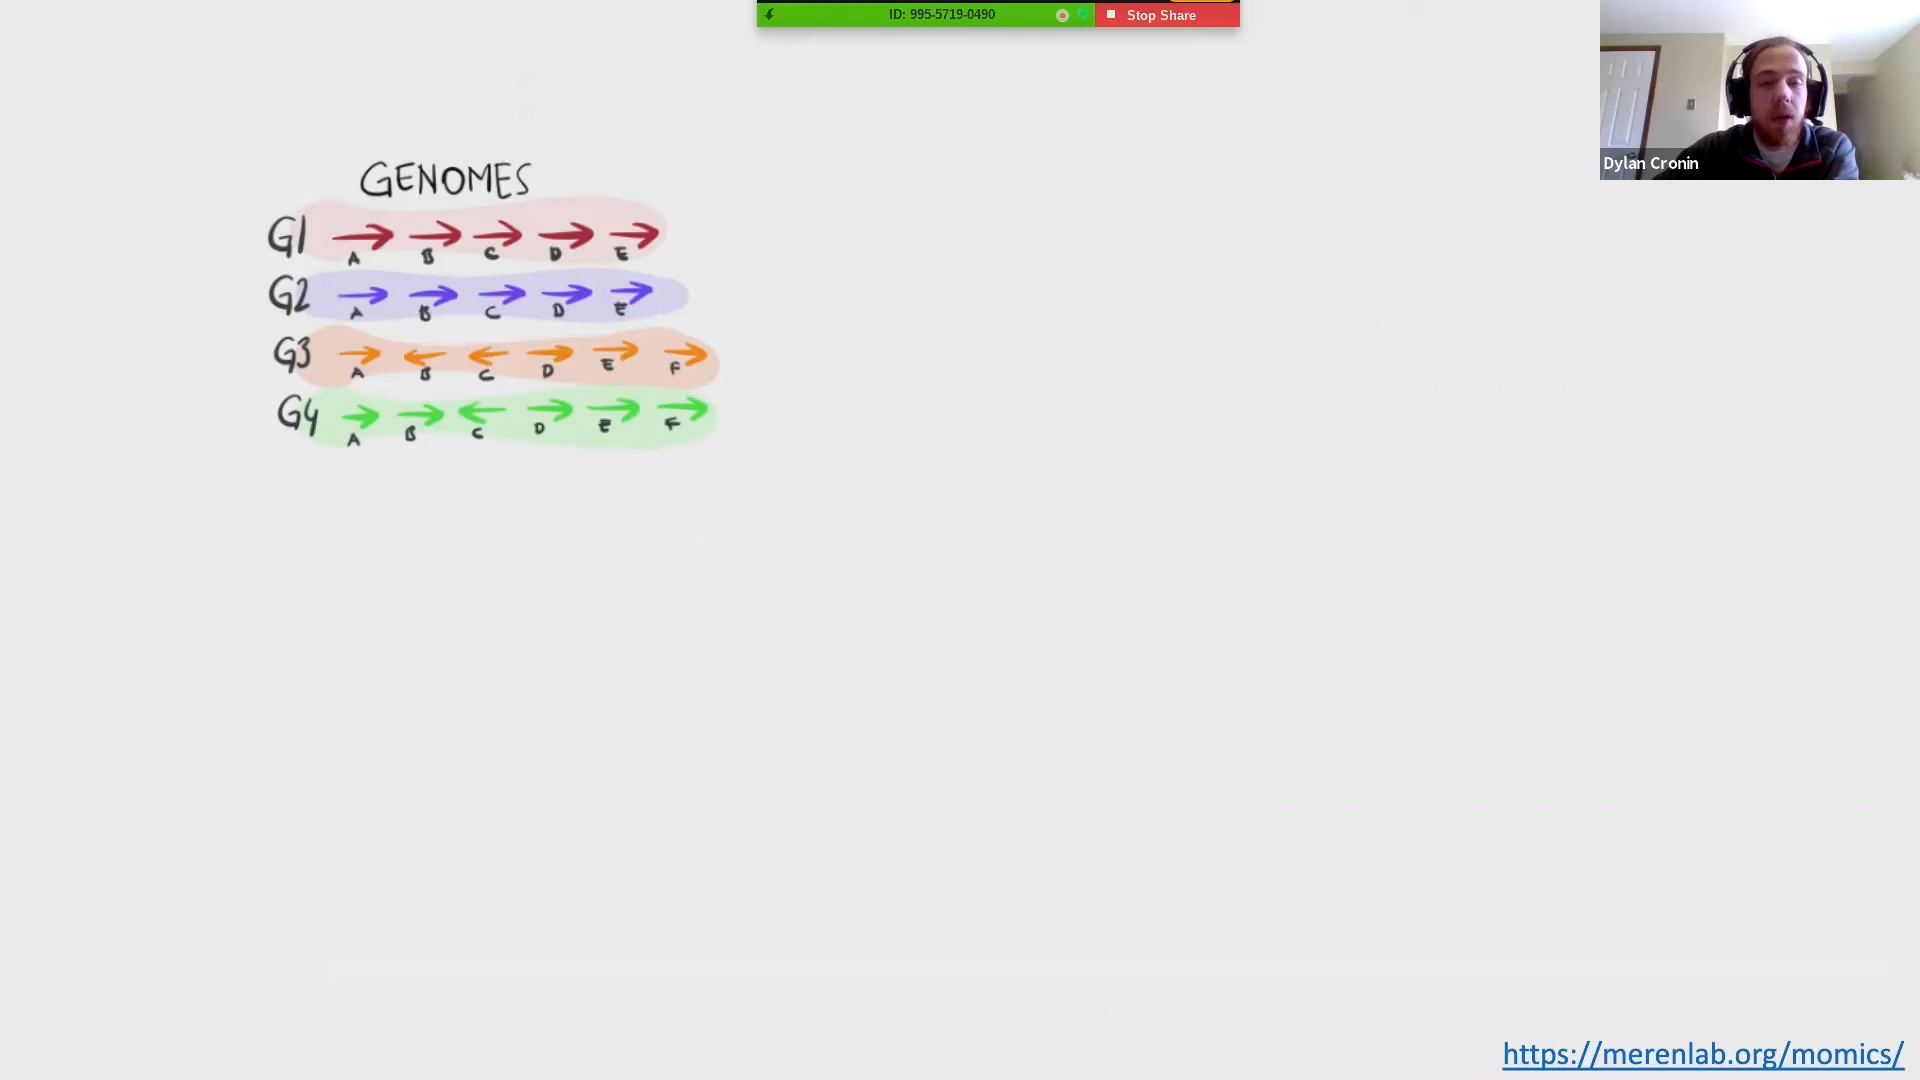 ID: 995-5719-0490 Stop Share
Dylan Cronin
GENOMES
G1
A B C D E
G2
A B C D E
G3
A B C D E F
G4
A B C D E F
https://merenlab.org/momics/